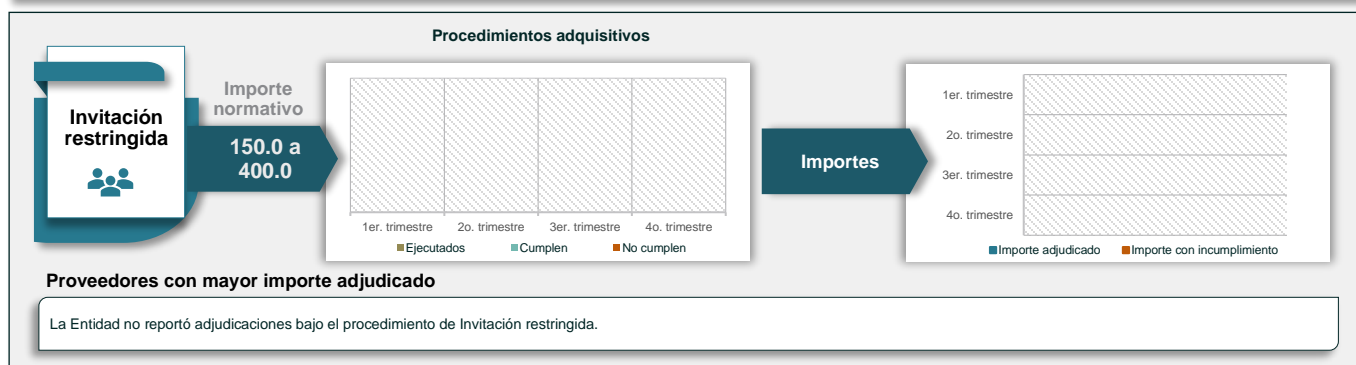 Procedimientos adquisitivos
Invitación
restringida
Importe
normativo
150.0 a
400.0
1er. trimestre
2o. trimestre
3er. trimestre
4o. trimestre
Ejecutados
Cumplen
No cumplen
Importes
1er. trimestre
2o. trimestre
3er. trimestre
4o. trimestre
Importe adjudicado
Importe con incumplimiento
Proveedores con mayor importe adjudicado
La Entidad no reportó adjudicaciones bajo el procedimiento de Invitación restringida.